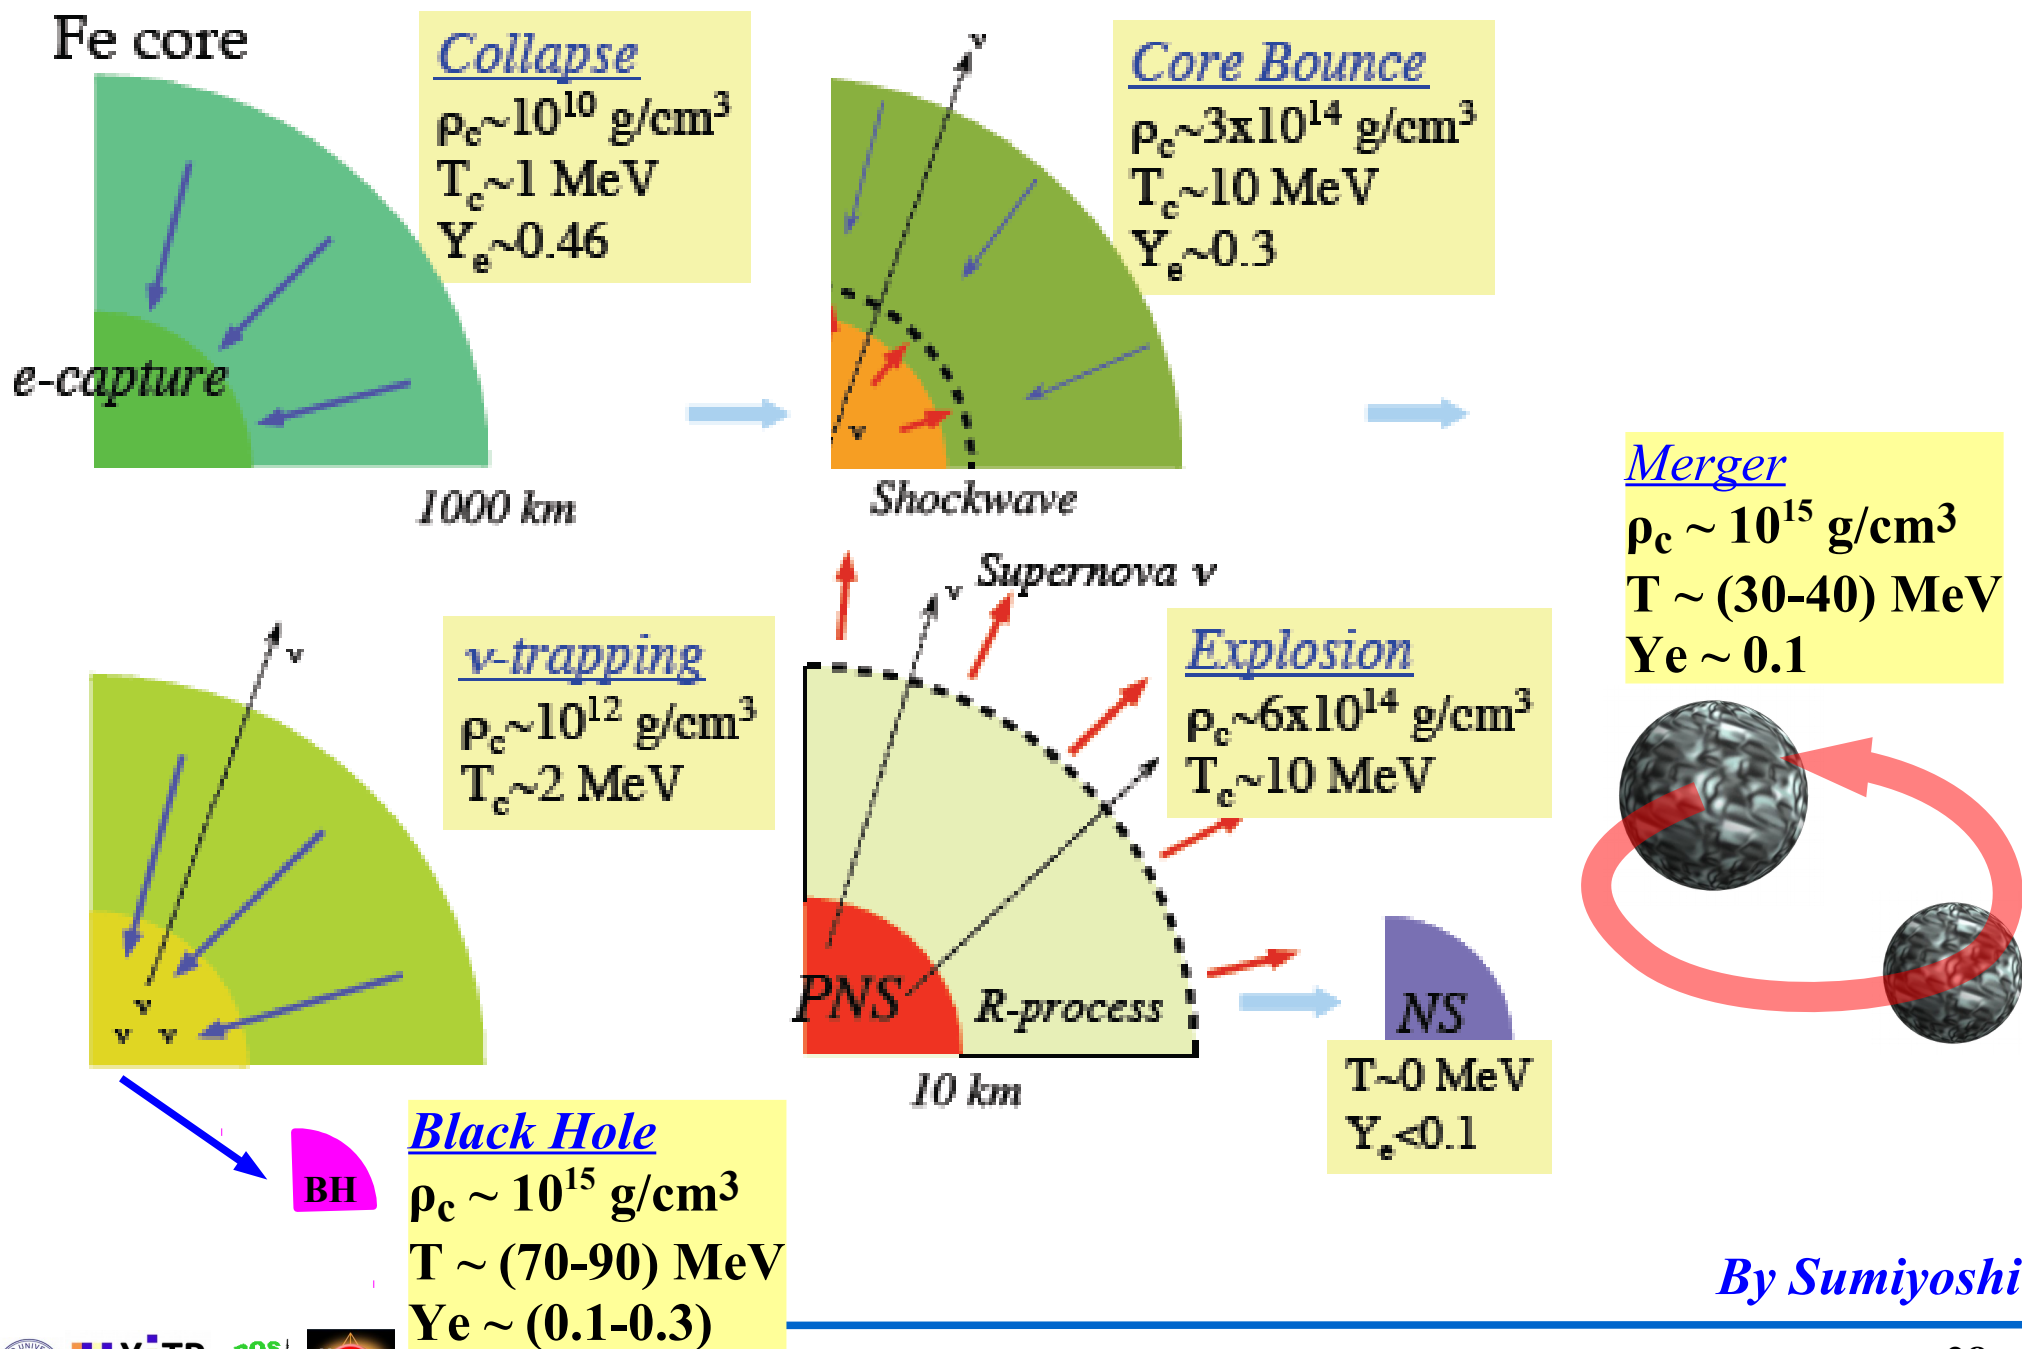 Fe core
Collapse
ρc~10¹⁰ g/cm³
Tc~1 MeV
Ye~0.46
e-capture
1000 km
ν
Core Bounce
ρc~3x10¹⁴ g/cm³
Tc~10 MeV
Ye~0.3
ν
Shockwave
ν
ν-trapping
ρc~10¹² g/cm³
Tc~2 MeV
ν
ν ν
ν
Supernova ν
Explosion
ρc~6x10¹⁴ g/cm³
Tc~10 MeV
PNS
R-process
10 km
NS
T~0 MeV
Ye<0.1
Merger
ρc ~ 10¹⁵ g/cm³
T ~ (30-40) MeV
Ye ~ 0.1
BH
Black Hole
ρc ~ 10¹⁵ g/cm³
T ~ (70-90) MeV
Ye ~ (0.1-0.3)
By Sumiyoshi